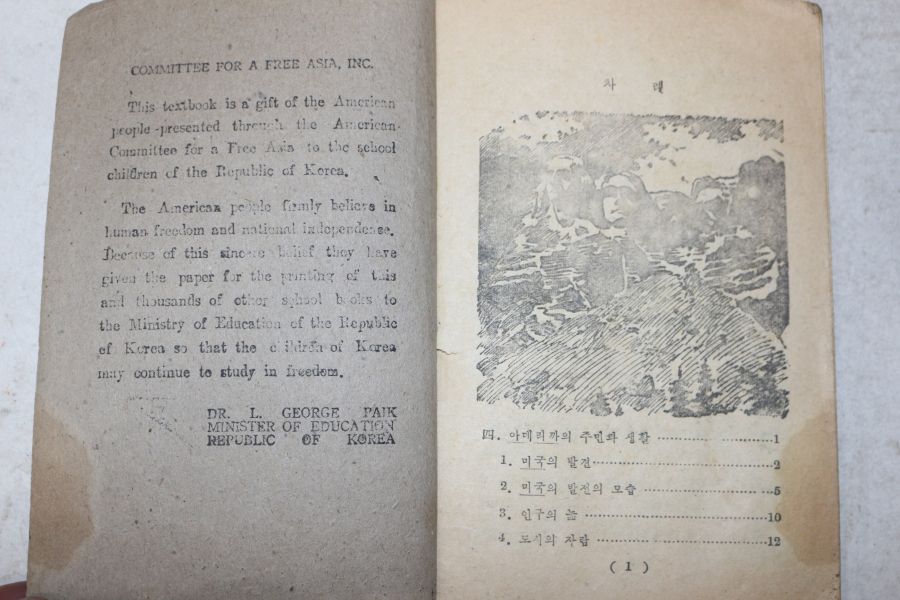 COMMITTEE FOR A FREE ASIA, INC.
This textbook is a gift of the American
people presented through the American
Committee for a Free Asia to the school
children of the Republic of Korea.
The American people firmly believe in
human freedom and national independence.
Because of this sincere belief they have
given the paper for the printing of this
and thousands of other school books to
the Ministry of Education of the Republic
of Korea so that the children of Korea
may continue to study in freedom.
DR. L. GEORGE PAIK
MINISTER OF EDUCATION
REPUBLIC OF KOREA
차 례
四. 아메리까의 주민과 생활 ……………1
1. 미국의 발견……………2
2. 미국의 발전의 모습 ……………5
3. 인구의 ……………10
4. 도시의 자람 ……………12
( 1 )